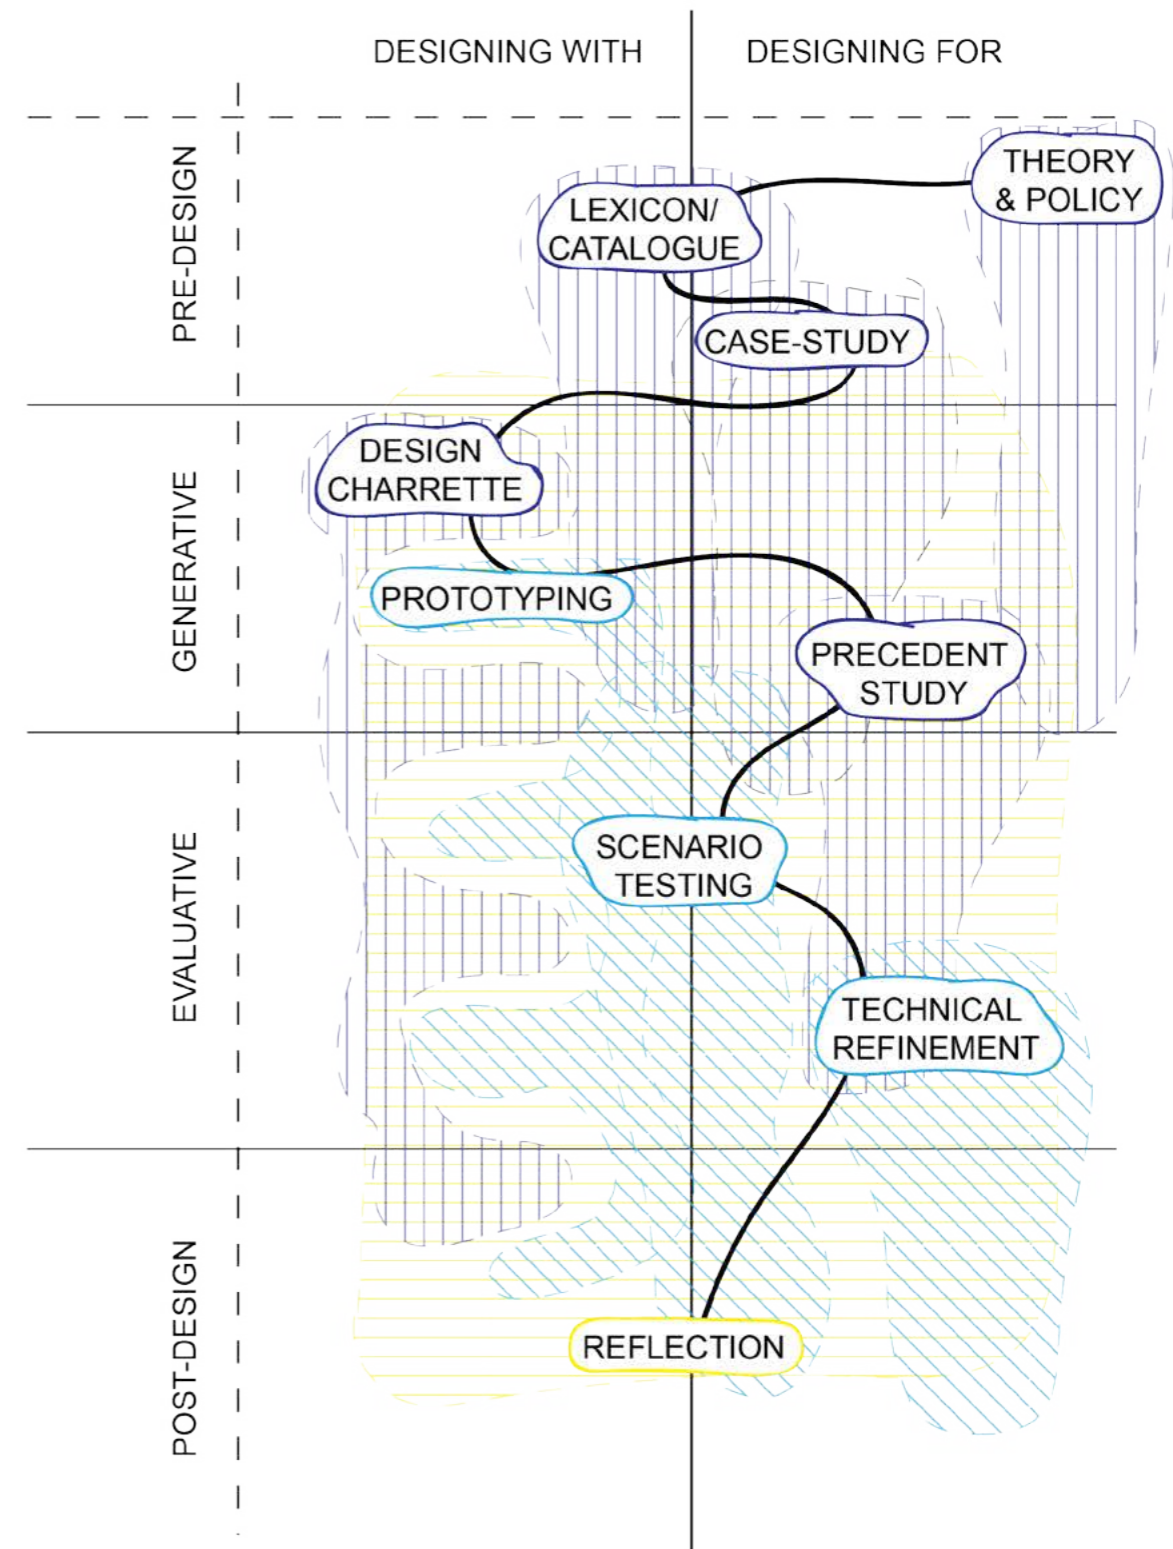 DESIGNING WITH
DESIGNING FOR
PRE-DESIGN
THEORY
& POLICY
LEXICON/
CATALOGUE
CASE-STUDY
GENERATIVE
DESIGN
CHARRETTE
PROTOTYPING
PRECEDENT
STUDY
EVALUATIVE
SCENARIO
TESTING
TECHNICAL
REFINEMENT
POST-DESIGN
REFLECTION